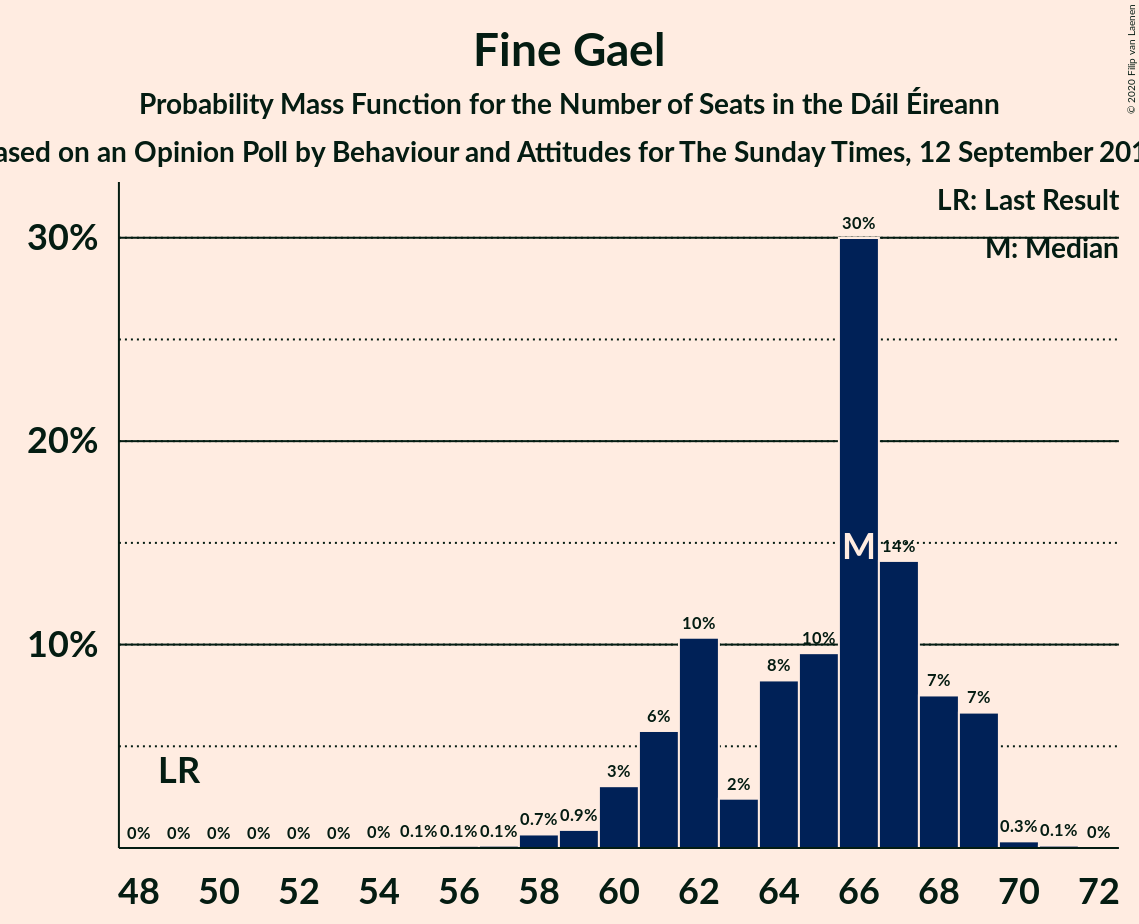 Fine Gael
Probability Mass Function for the Number of Seats in the Dáil Éireann
ased on an Opinion Poll by Behaviour and Attitudes for The Sunday Times, 12 September 201
© 2020 Filip van Laenen
LR: Last Result
M: Median
30%
20%
10%
0% 0% 0% 0% 0% 0% 0% 0.1% 0.1% 0.1% 0.7% 0.9% 3% 6% 10% 2% 8% 10% 30% 14% 7% 7% 0.3% 0.1% 0%
LR
M
48 50 52 54 56 58 60 62 64 66 68 70 72